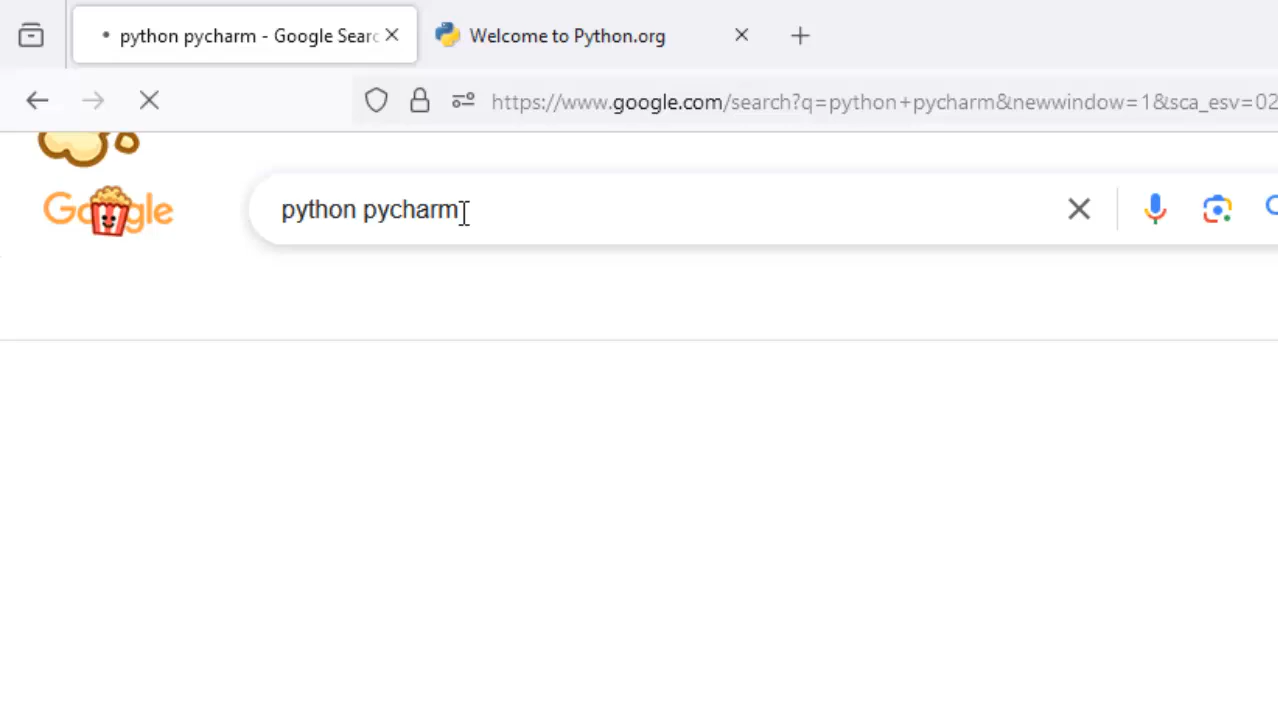 python pycharm - Google Searc
Welcome to Python.org
https://www.google.com/search?q=python+pycharm&newwindow=1&sca_esv=02
Google
python pycharm